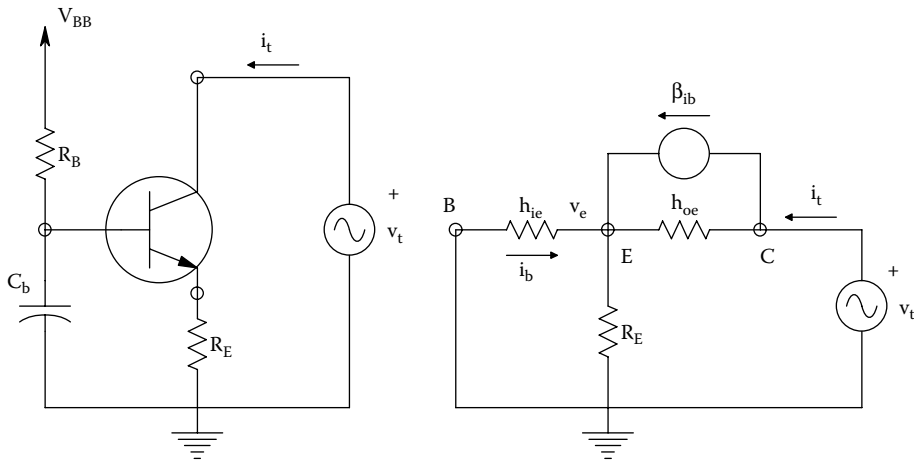 V_BB
i_t
R_B
+
v_t
C_b
R_E
β_ib
B
h_ie
v_e
h_oe
i_t
i_b
E
C
+
v_t
R_E